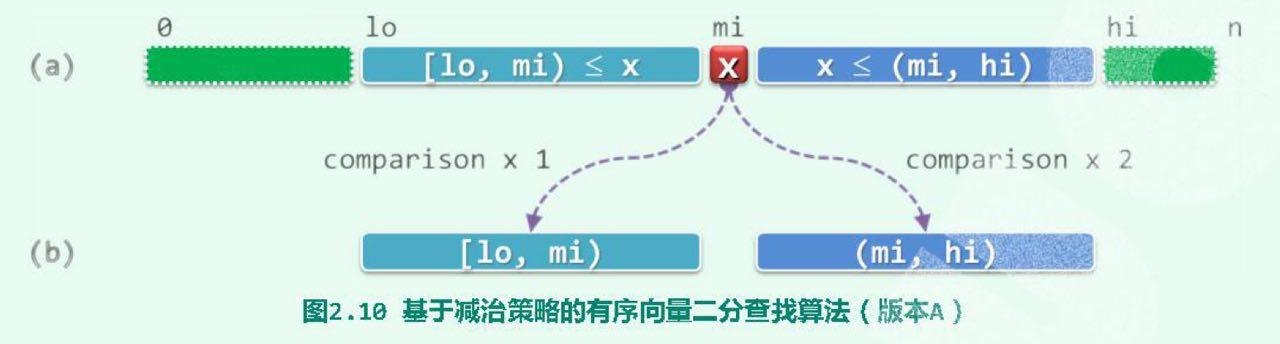 0 lo mi hi n
(a) [lo, mi) ≤ x x x ≤ (mi, hi)
comparison x 1 comparison x 2
(b) [lo, mi) (mi, hi)
图2.10 基于减治策略的有序向量二分查找算法（版本A）